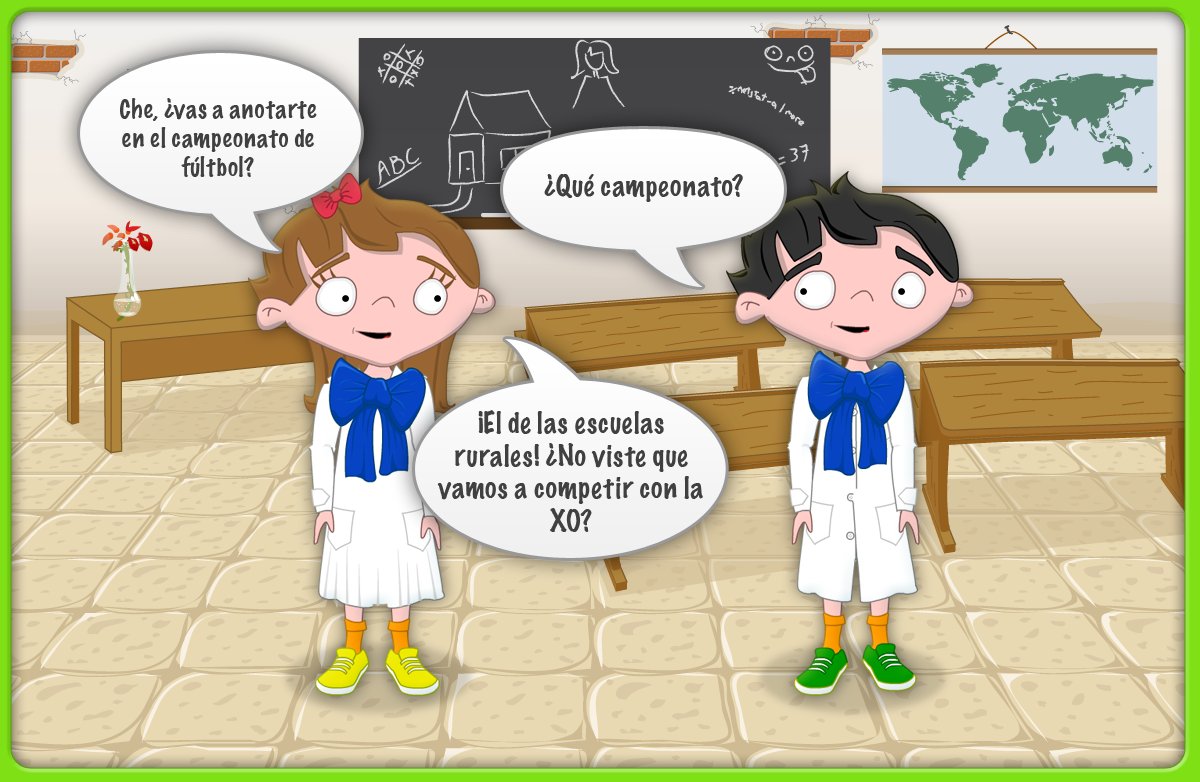 Che, ¿vas a anotarte
en el campeonato de
fúltbol?
¿Qué campeonato?
¡El de las escuelas
rurales! ¿No viste que
vamos a competir con la
XO?
ABC
=37